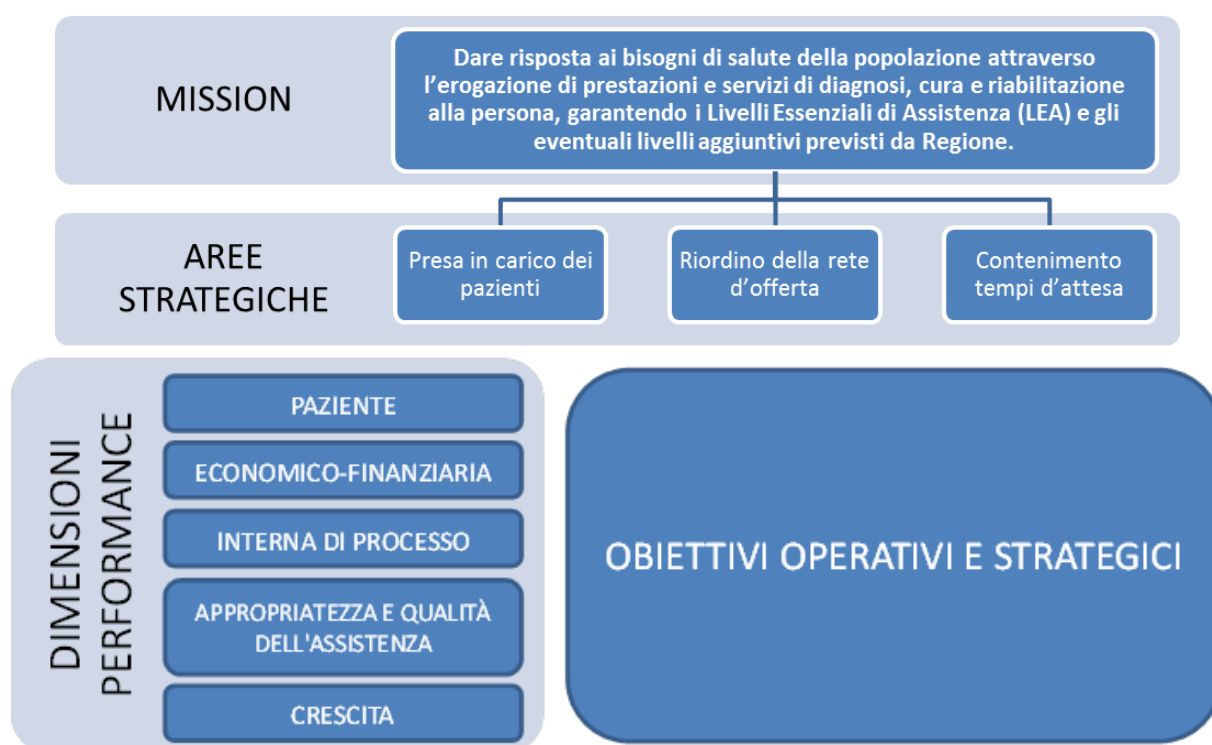 MISSION
Dare risposta ai bisogni di salute della popolazione attraverso
l'erogazione di prestazioni e servizi di diagnosi, cura e riabilitazione
alla persona, garantendo i Livelli Essenziali di Assistenza (LEA) e gli
eventuali livelli aggiuntivi previsti da Regione.
AREE
STRATEGICHE
Presa in carico dei
pazienti
Riordino della rete
d'offerta
Contenimento
tempi d'attesa
DIMENSIONI
PERFORMANCE
PAZIENTE
ECONOMICO-FINANZIARIA
INTERNA DI PROCESSO
APPROPRIATEZZA E QUALITÀ
DELL'ASSISTENZA
CRESCITA
OBIETTIVI OPERATIVI E STRATEGICI